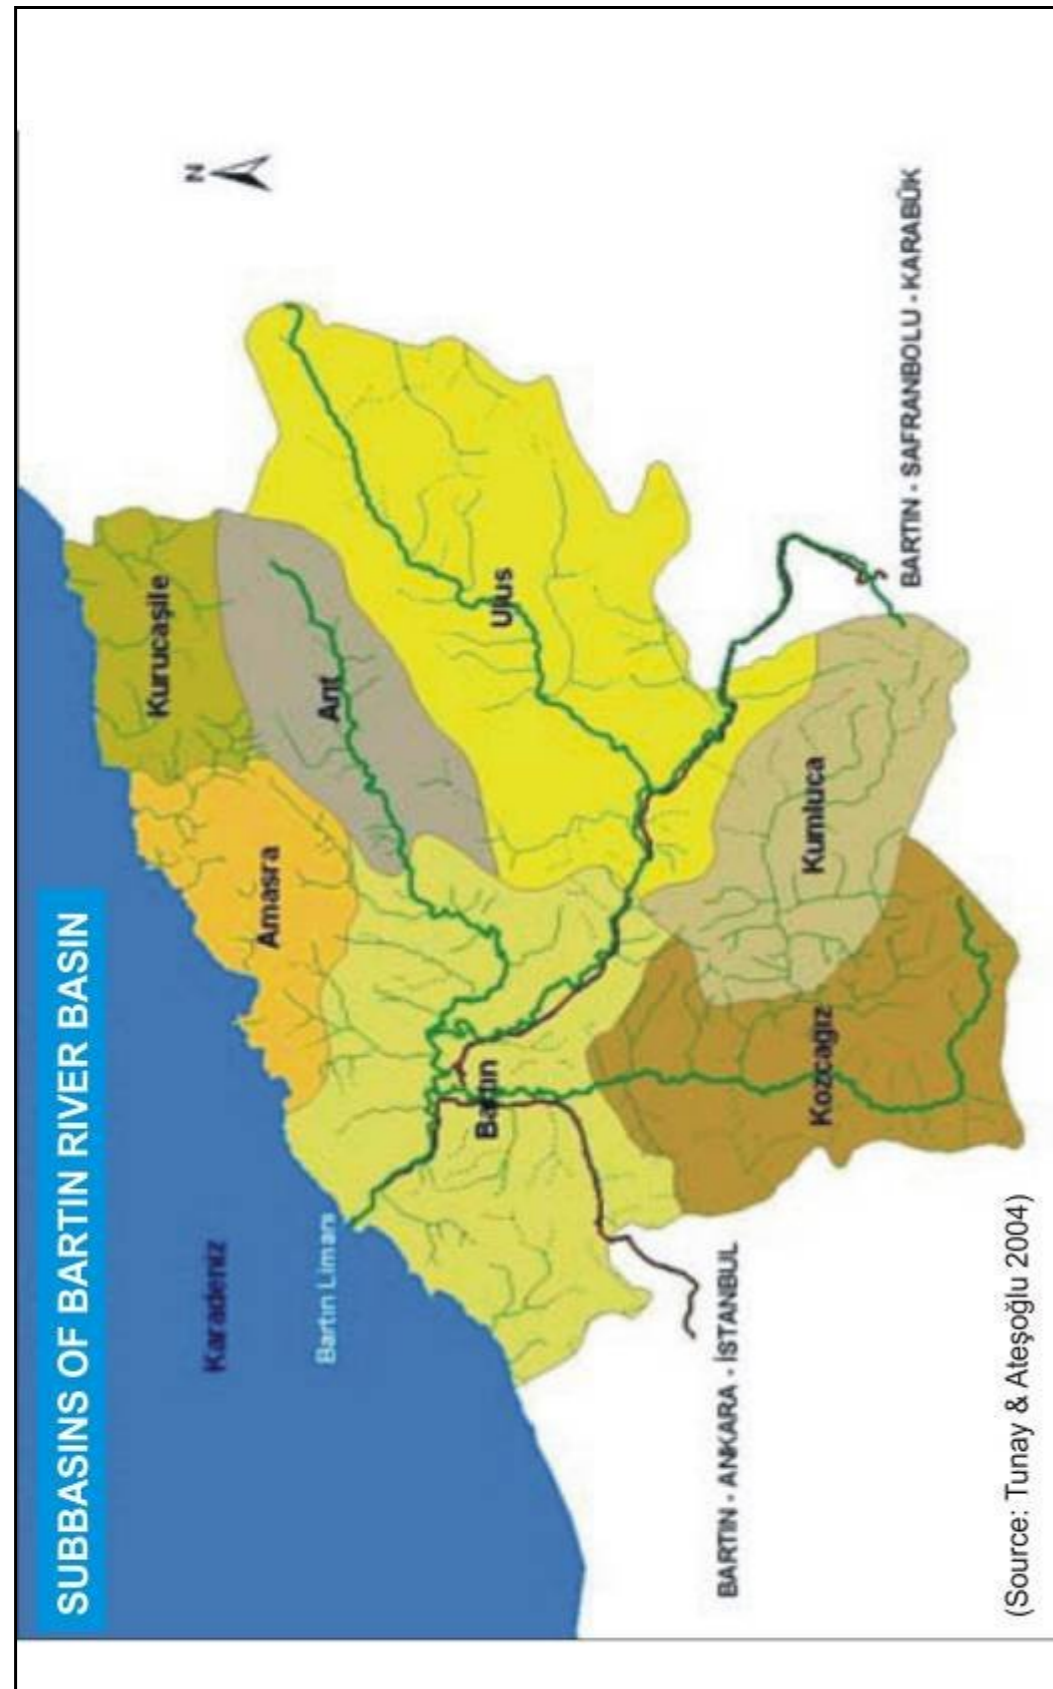 SUBBASINS OF BARTIN RIVER BASIN
N
Karadeniz
Bartın Limanı
Kurucaşile
Amasra
Arıt
Ulus
Bartın
Kumluca
Kozcağız
BARTIN - ANKARA - İSTANBUL
BARTIN - SAFRANBOLU - KARABÜK
(Source: Tunay & Ateşoğlu 2004)